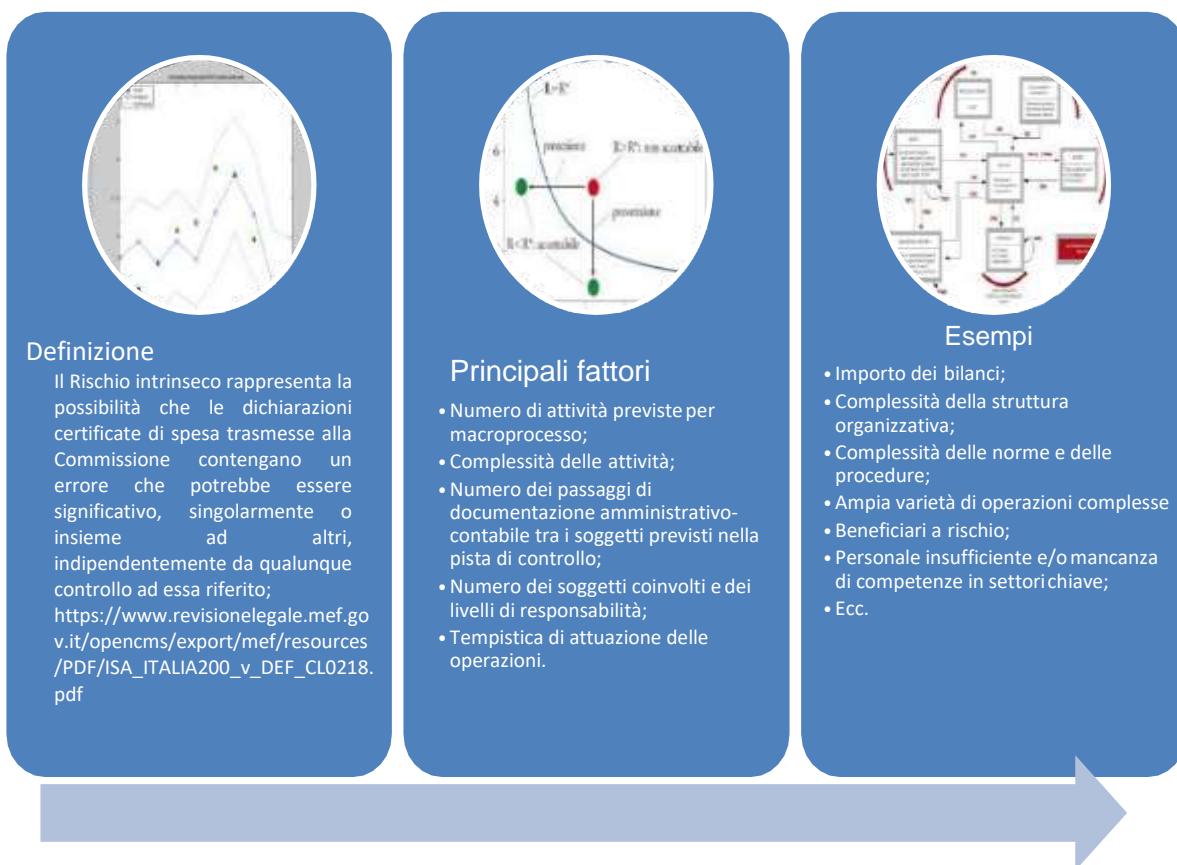 Definizione
Il Rischio intrinseco rappresenta la
possibilità che le dichiarazioni
certificate di spesa trasmesse alla
Commissione contengano un
errore che potrebbe essere
significativo, singolarmente o
insieme ad altri,
indipendentemente da qualunque
controllo ad essa riferito;
https://www.revisionelegale.mef.go
v.it/opencms/export/mef/resources
/PDF/ISA_ITALIA200_v_DEF_CL0218.
pdf
6
4
Principali fattori
• Numero di attività previste per
macroprocesso;
• Complessità delle attività;
• Numero dei passaggi di
documentazione amministrativo-
contabile tra i soggetti previsti nella
pista di controllo;
• Numero dei soggetti coinvolti e dei
livelli di responsabilità;
• Tempistica di attuazione delle
operazioni.
Esempi
• Importo dei bilanci;
• Complessità della struttura
organizzativa;
• Complessità delle norme e delle
procedure;
• Ampia varietà di operazioni complesse
• Beneficiari a rischio;
• Personale insufficiente e/o mancanza
di competenze in settori chiave;
• Ecc.